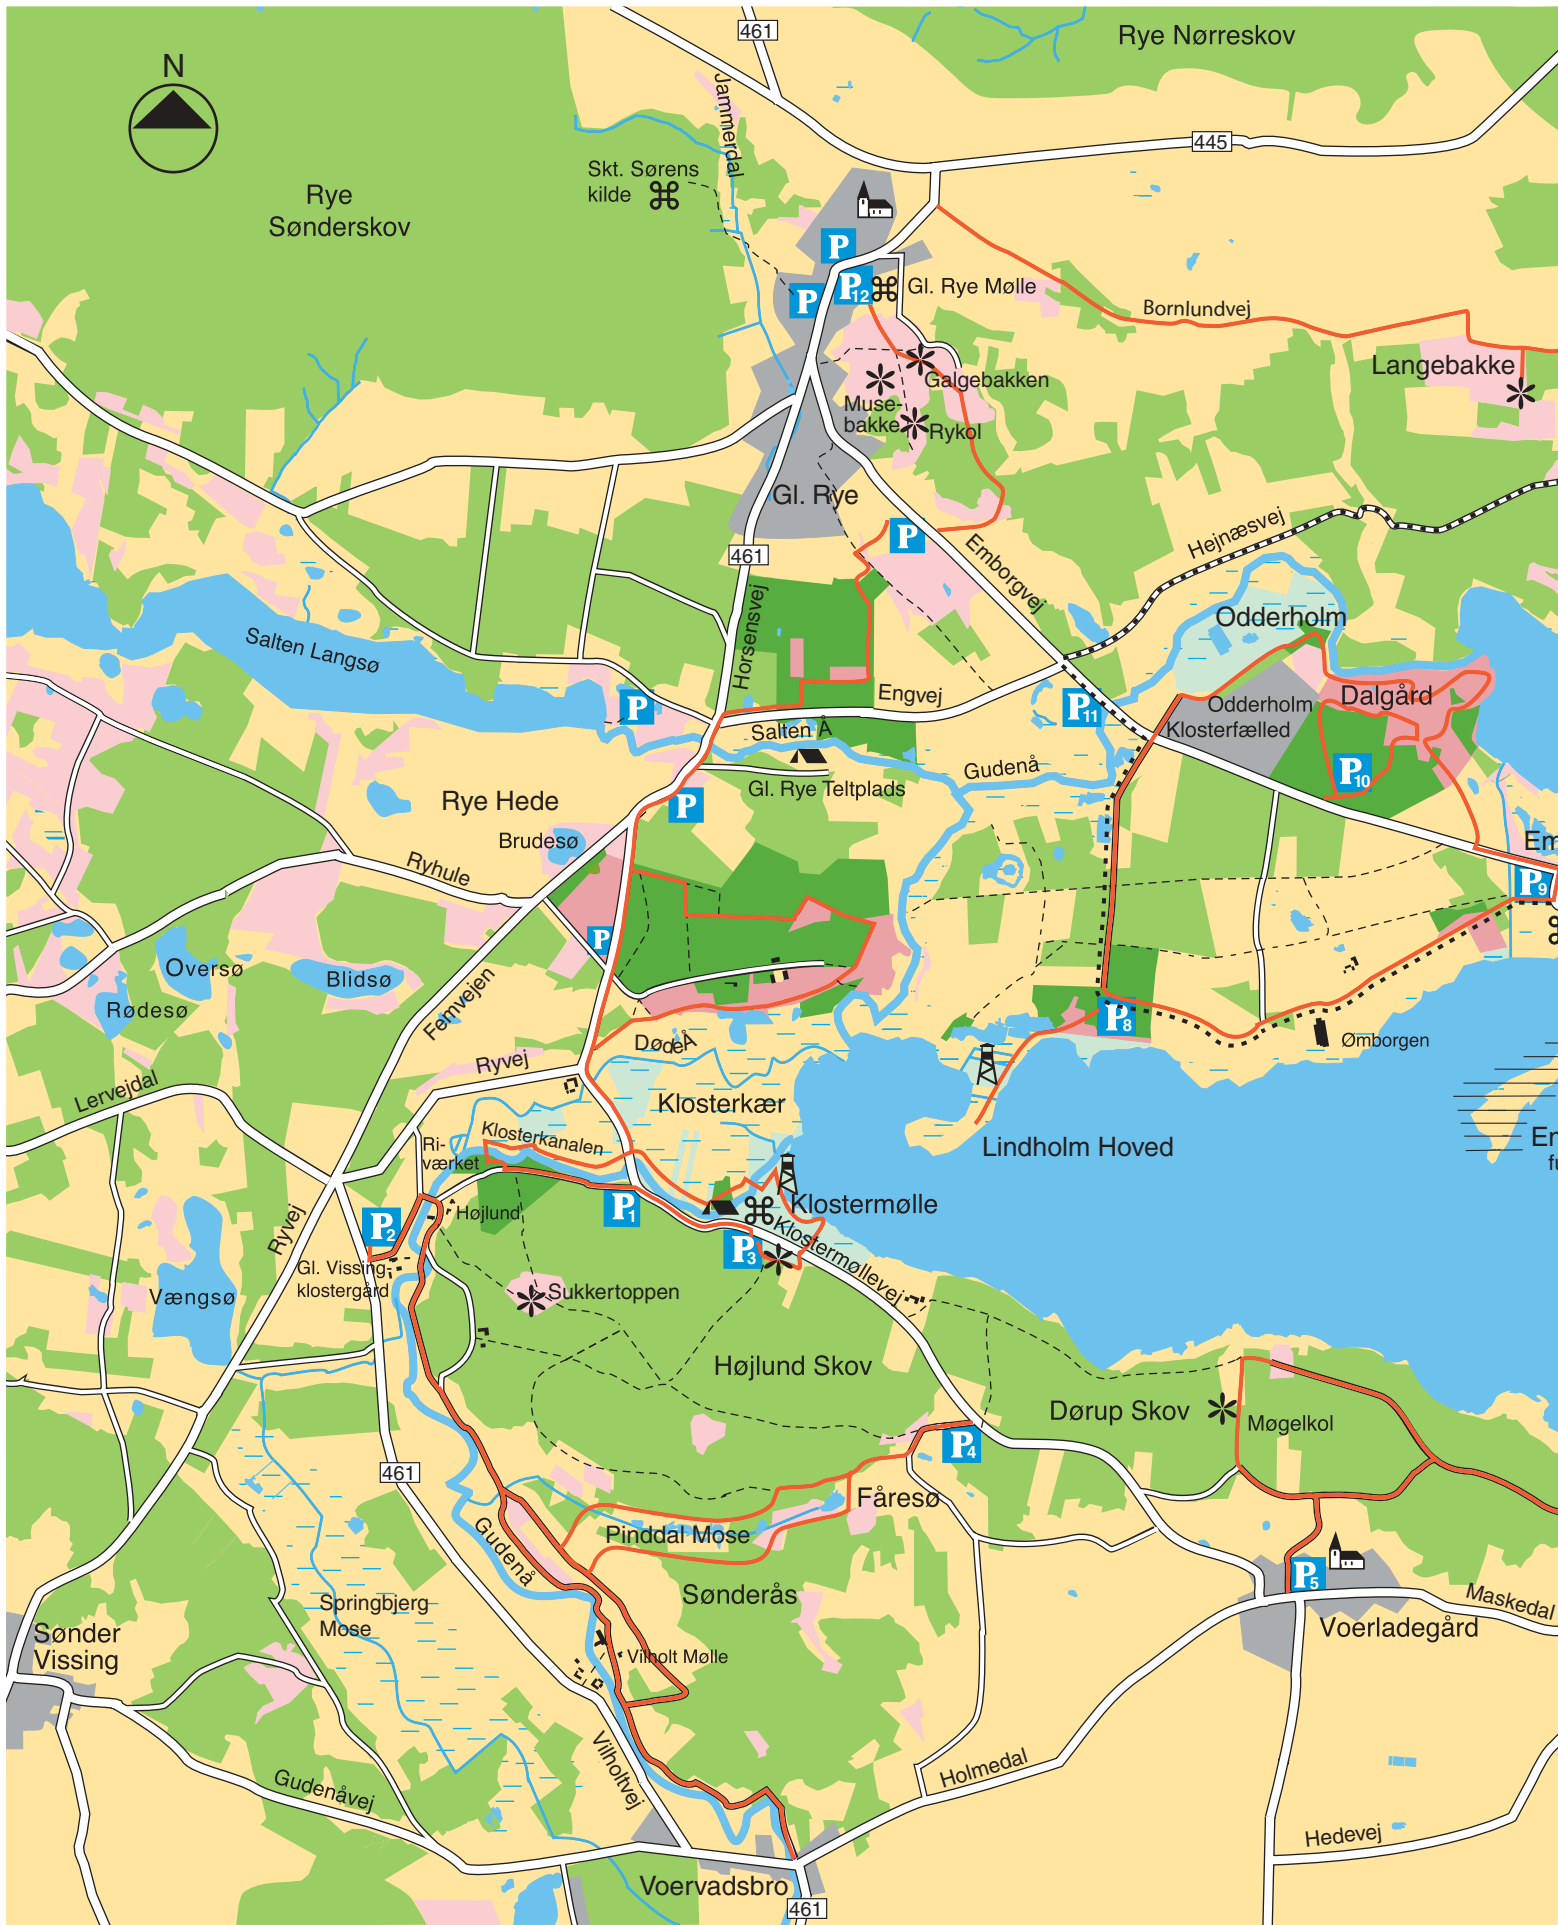 461
Rye Nørreskov
N
Jammerdal
445
Skt. Sørens
kilde
Rye
Sønderskov
P
P12
Gl. Rye Mølle
P
Bornlundvej
Langebakke
Galgebakken
Muse-
bakke
Rykol
Gl. Rye
P
461
Emborgvej
Hejnæsvej
Odderholm
Horsensvej
Salten Langsø
Engvej
P
P11
Odderholm
Klosterfælled
Dalgård
Salten Å
Gudenå
P10
Gl. Rye Teltplads
Rye Hede
P
Brudesø
Em
Ryhule
P9
P
Oversø
Blidsø
Rødesø
Femvejen
P8
Ømborgen
DødeÅ
Ryvej
Lervejdal
Klosterkær
Klosterkanalen
Ri-
værket
Lindholm Hoved
En
fu
Højlund
P1
Klostermølle
P2
P3
Klostermøllevej
Ryvej
Gl. Vissing-
klostergård
Sukkertoppen
Vængsø
Højlund Skov
Dørup Skov
Møgelkol
P4
461
Fåresø
Pinddal Mose
Gudenå
P5
Sønderås
Springbjerg
Mose
Maskedal
Voerladegård
Sønder
Vissing
Vilholt Mølle
Vilholtvej
Holmedal
Gudenåvej
Hedevej
Voervadsbro
461